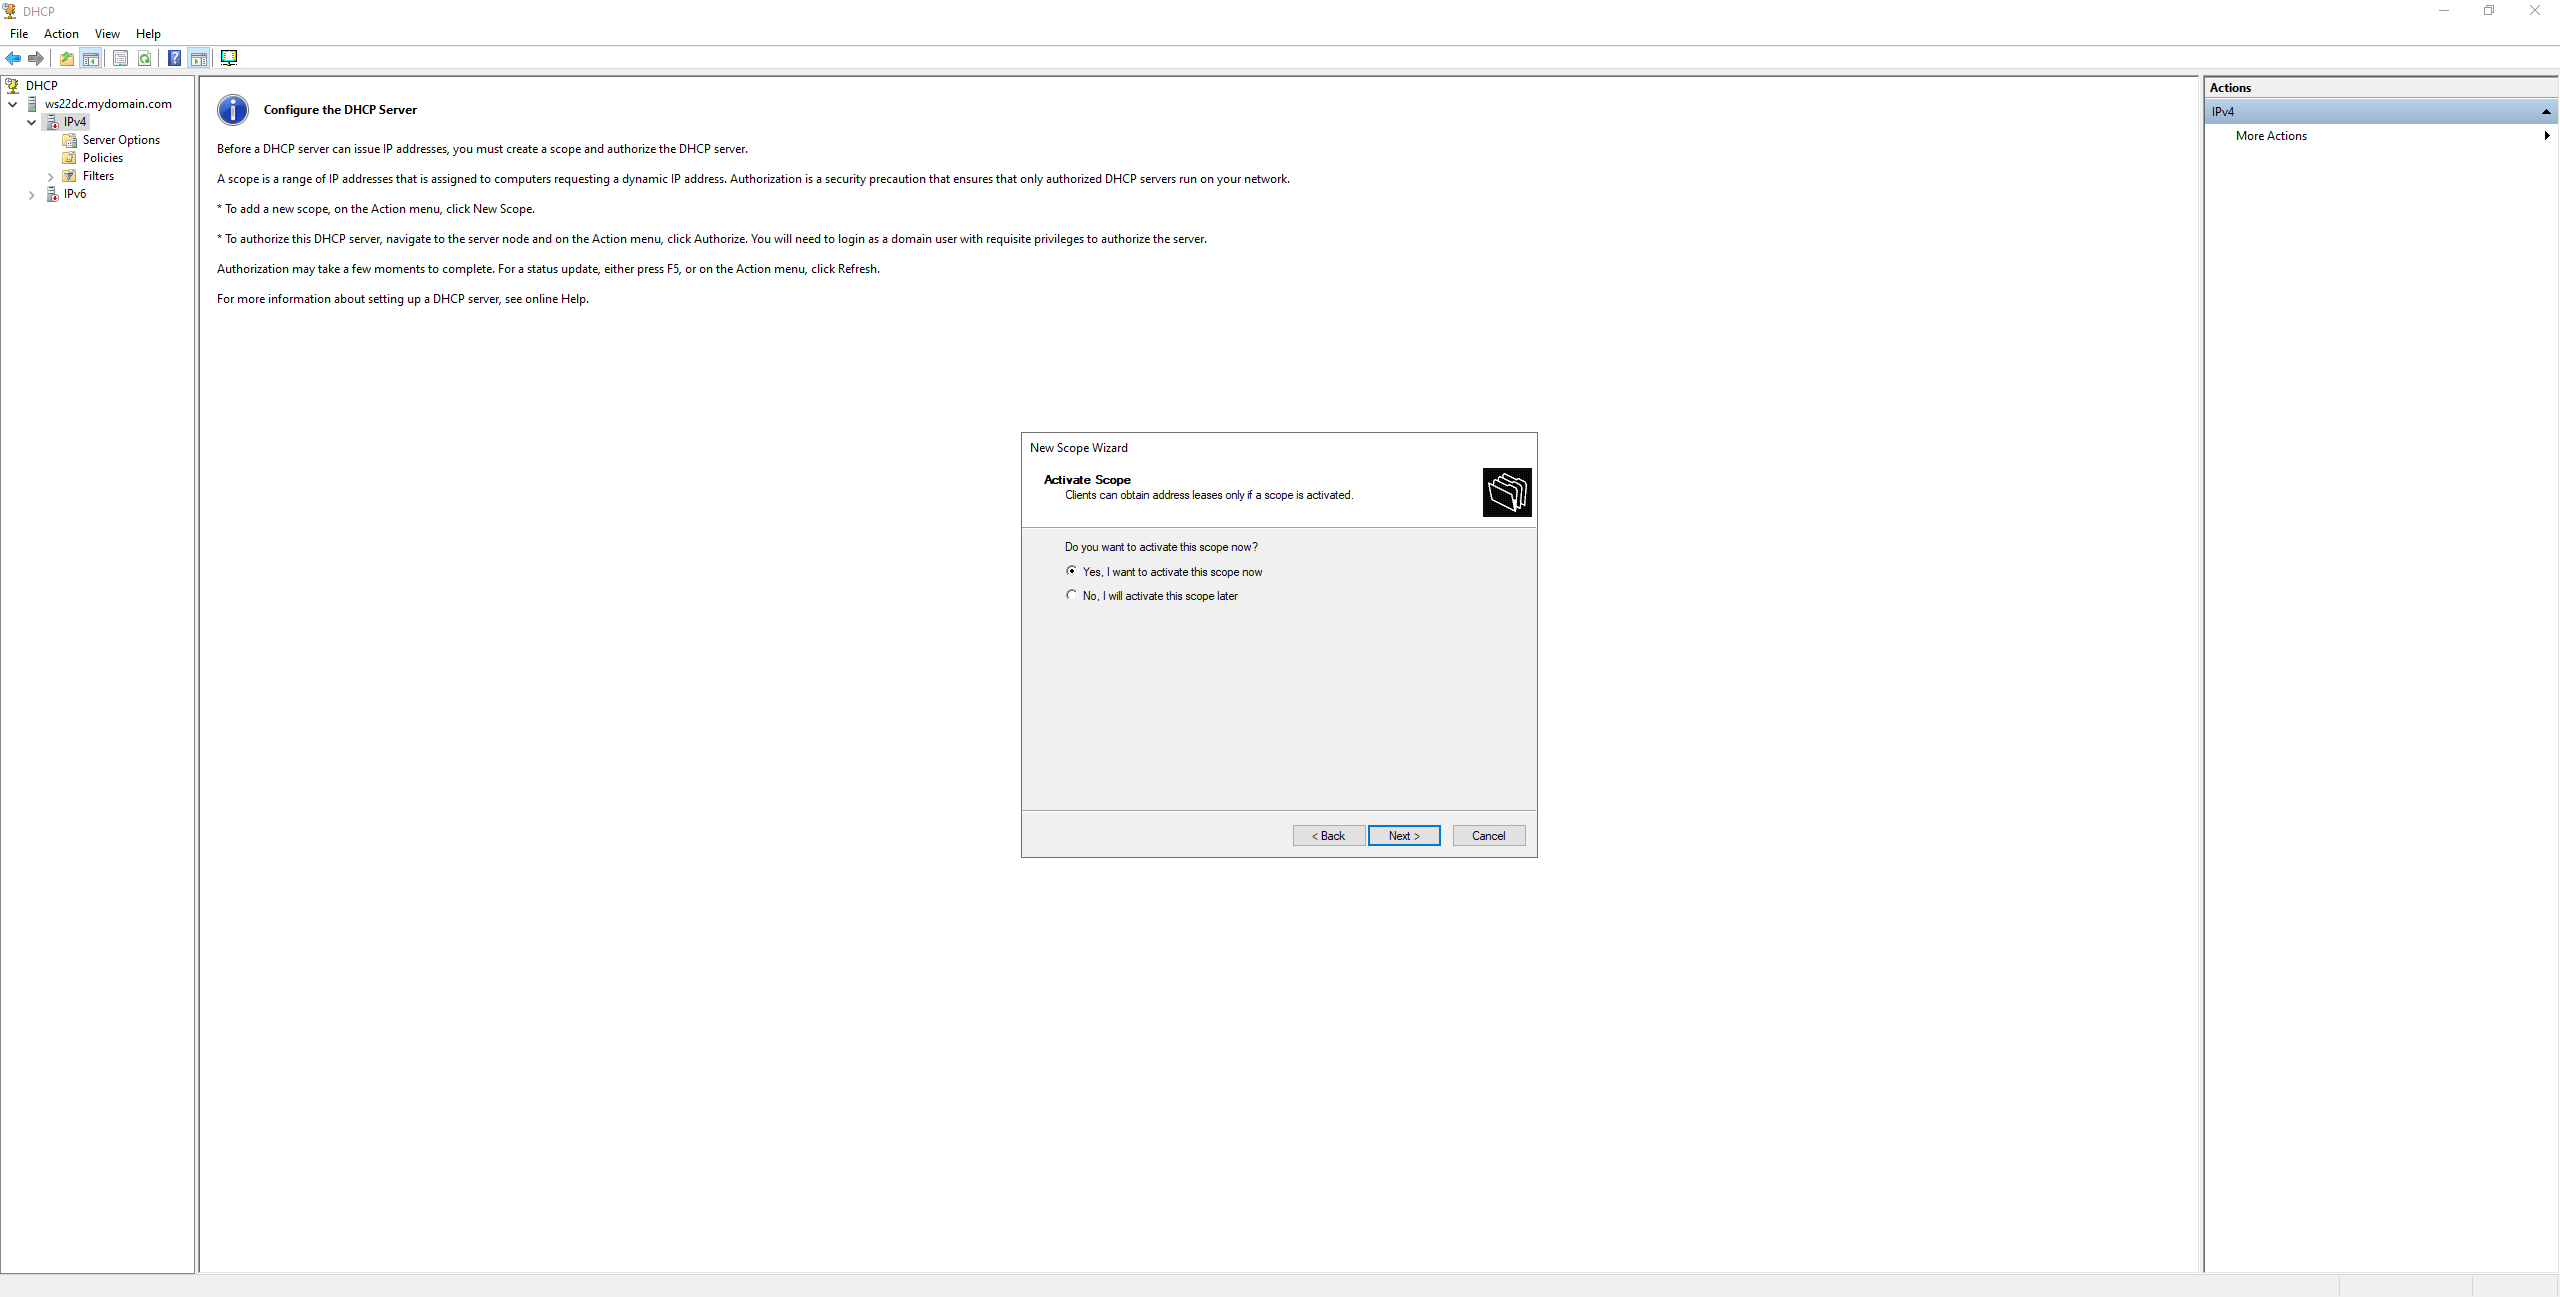 DHCP
File Action View Help
DHCP
ws22dc.mydomain.com
IPv4
Server Options
Policies
Filters
IPv6
Configure the DHCP Server
Before a DHCP server can issue IP addresses, you must create a scope and authorize the DHCP server.
A scope is a range of IP addresses that is assigned to computers requesting a dynamic IP address. Authorization is a security precaution that ensures that only authorized DHCP servers run on your network.
* To add a new scope, on the Action menu, click New Scope.
* To authorize this DHCP server, navigate to the server node and on the Action menu, click Authorize. You will need to login as a domain user with requisite privileges to authorize the server.
Authorization may take a few moments to complete. For a status update, either press F5, or on the Action menu, click Refresh.
For more information about setting up a DHCP server, see online Help.
New Scope Wizard
Activate Scope
Clients can obtain address leases only if a scope is activated.
Do you want to activate this scope now?
Yes, I want to activate this scope now
No, I will activate this scope later
< Back Next > Cancel
Actions
IPv4
More Actions